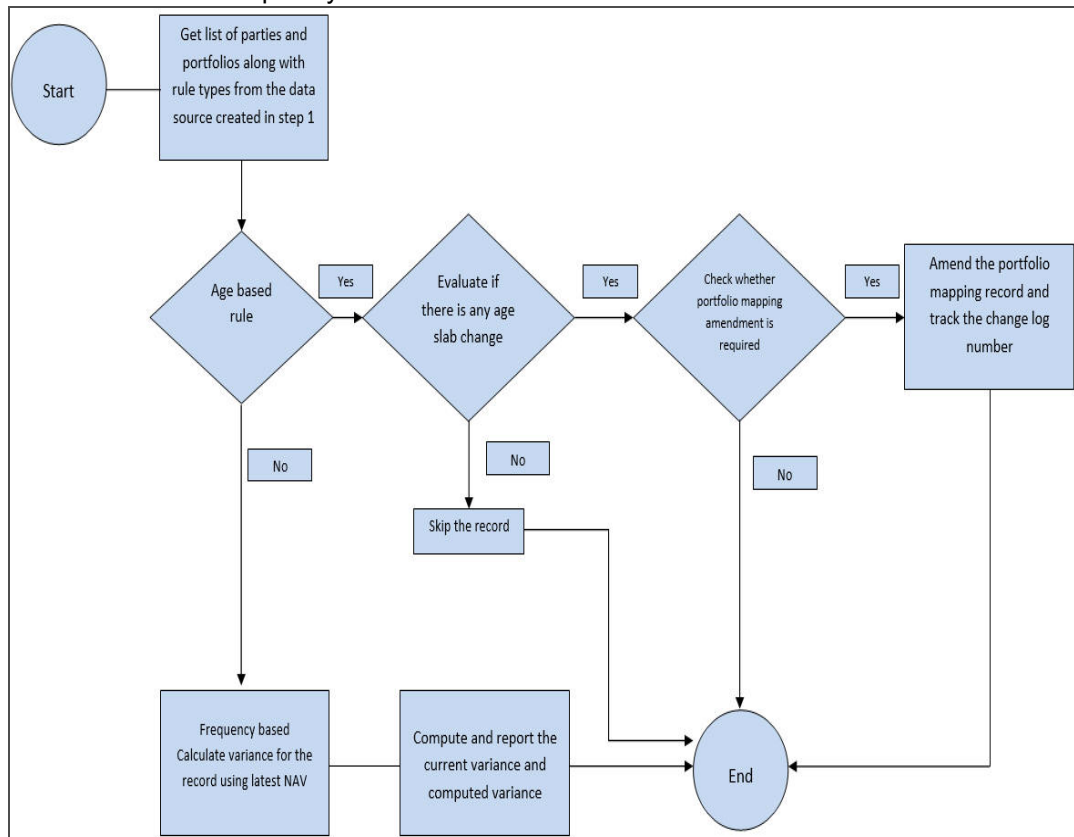 Start
Get list of parties and
portfolios along with
rule types from the data
source created in step 1
Age based
rule
Yes
Evaluate if
there is any age
slab change
Yes
Check whether
portfolio mapping
amendment is
required
Yes
Amend the portfolio
mapping record and
track the change log
number
No
No
No
Skip the record
Frequency based
Calculate variance for the
record using latest NAV
Compute and report the
current variance and
computed variance
End